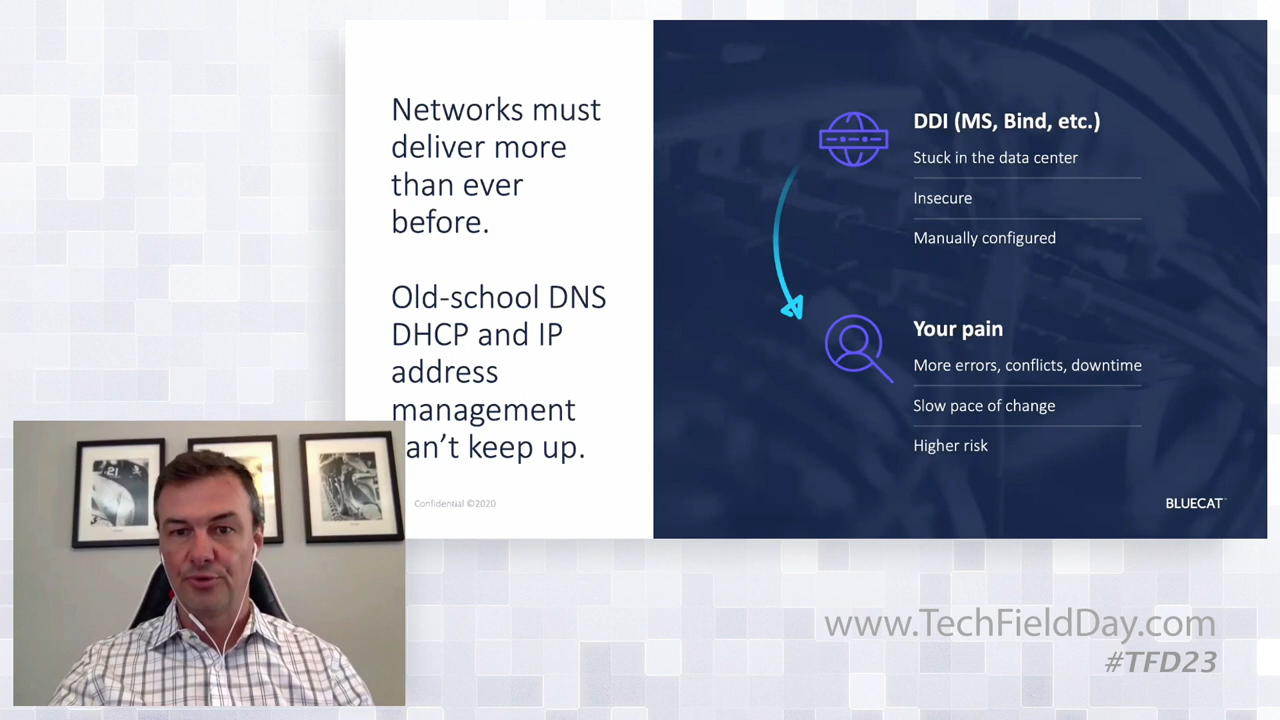 Networks must
deliver more
than ever
before.
Old-school DNS
DHCP and IP
address
management
an't keep up.
Confidential ©2020
DDI (MS, Bind, etc.)
Stuck in the data center
Insecure
Manually configured
Your pain
More errors, conflicts, downtime
Slow pace of change
Higher risk
BLUECAT™
21
www.TechFieldDay.com
#TFD23